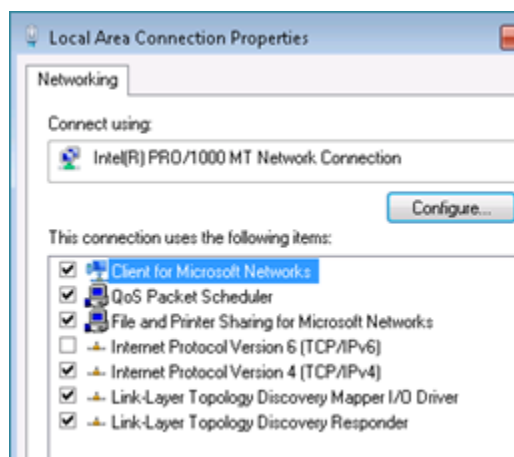 Local Area Connection Properties
Networking
Connect using:
Intel(R) PRO/1000 MT Network Connection
Configure...
This connection uses the following items:
Client for Microsoft Networks
QoS Packet Scheduler
File and Printer Sharing for Microsoft Networks
Internet Protocol Version 6 (TCP/IPv6)
Internet Protocol Version 4 (TCP/IPv4)
Link-Layer Topology Discovery Mapper I/O Driver
Link-Layer Topology Discovery Responder